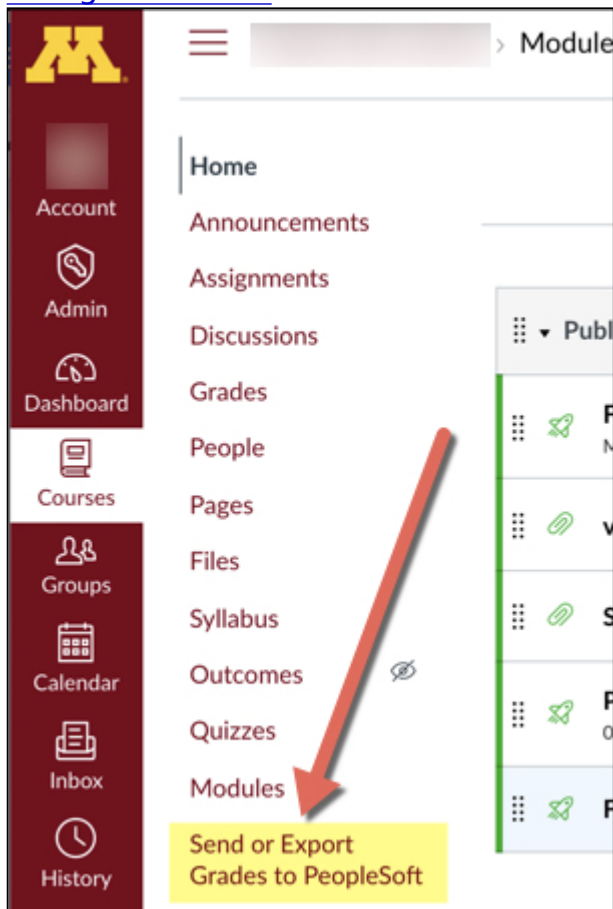 M
> Module
Account
Admin
Dashboard
Courses
Groups
Calendar
Inbox
History
Home
Announcements
Assignments
Discussions
Grades
People
Pages
Files
Syllabus
Outcomes
Quizzes
Modules
Send or Export
Grades to PeopleSoft
Publ
F
M
v
S
P
0
F